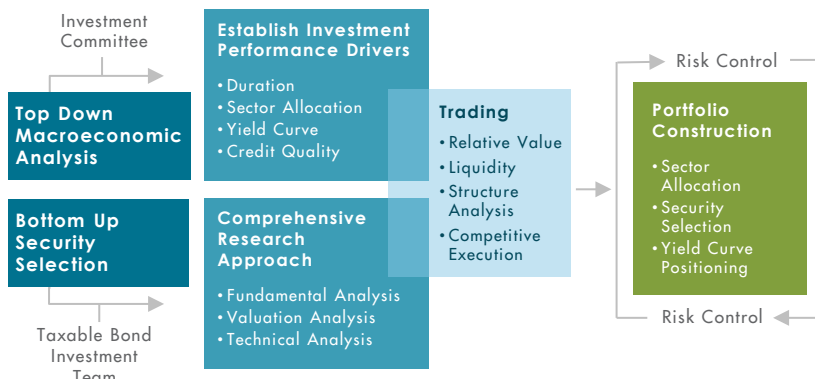 Investment
Committee
Top Down
Macroeconomic
Analysis
Bottom Up
Security
Selection
Taxable Bond
Investment
Team
Establish Investment
Performance Drivers
• Duration
• Sector Allocation
• Yield Curve
• Credit Quality
Comprehensive
Research
Approach
• Fundamental Analysis
• Valuation Analysis
• Technical Analysis
Trading
• Relative Value
• Liquidity
• Structure
Analysis
• Competitive
Execution
Risk Control
Portfolio
Construction
• Sector
Allocation
• Security
Selection
• Yield Curve
Positioning
Risk Control